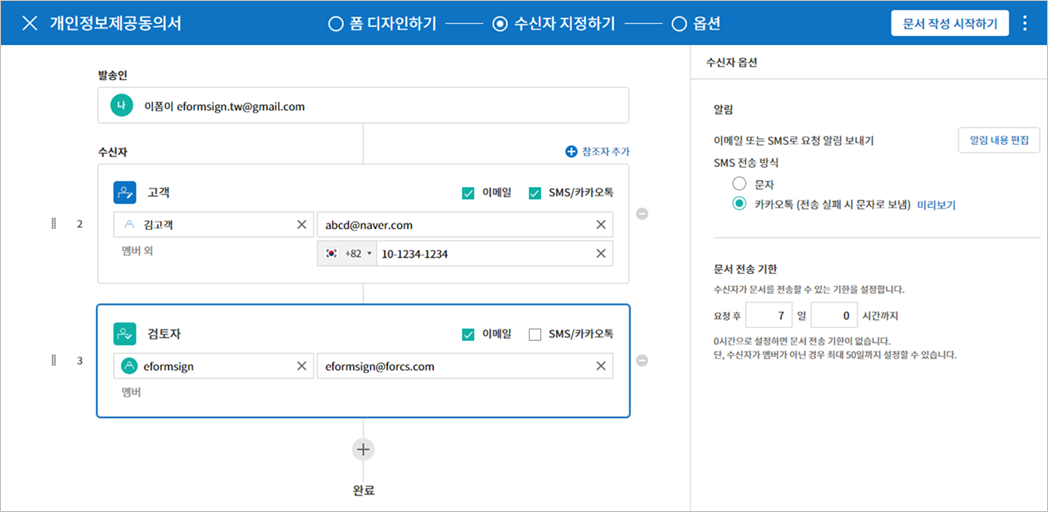 개인정보제공동의서
폼 디자인하기
수신자 지정하기
옵션
문서 작성 시작하기
발송인
나
이폼이 eformsign.tw@gmail.com
수신자
참조자 추가
2
고객
이메일
SMS/카카오톡
김고객
abcd@naver.com
멤버 외
+82
10-1234-1234
3
검토자
이메일
SMS/카카오톡
eformsign
eformsign@forcs.com
멤버
완료
수신자 옵션
알림
이메일 또는 SMS로 요청 알림 보내기
알림 내용 편집
SMS 전송 방식
문자
카카오톡 (전송 실패 시 문자로 보냄) 미리보기
문서 전송 기한
수신자가 문서를 전송할 수 있는 기한을 설정합니다.
요청 후 7 일 0 시간까지
0시간으로 설정하면 문서 전송 기한이 없습니다.
단, 수신자가 멤버가 아닌 경우 최대 50일까지 설정할 수 있습니다.